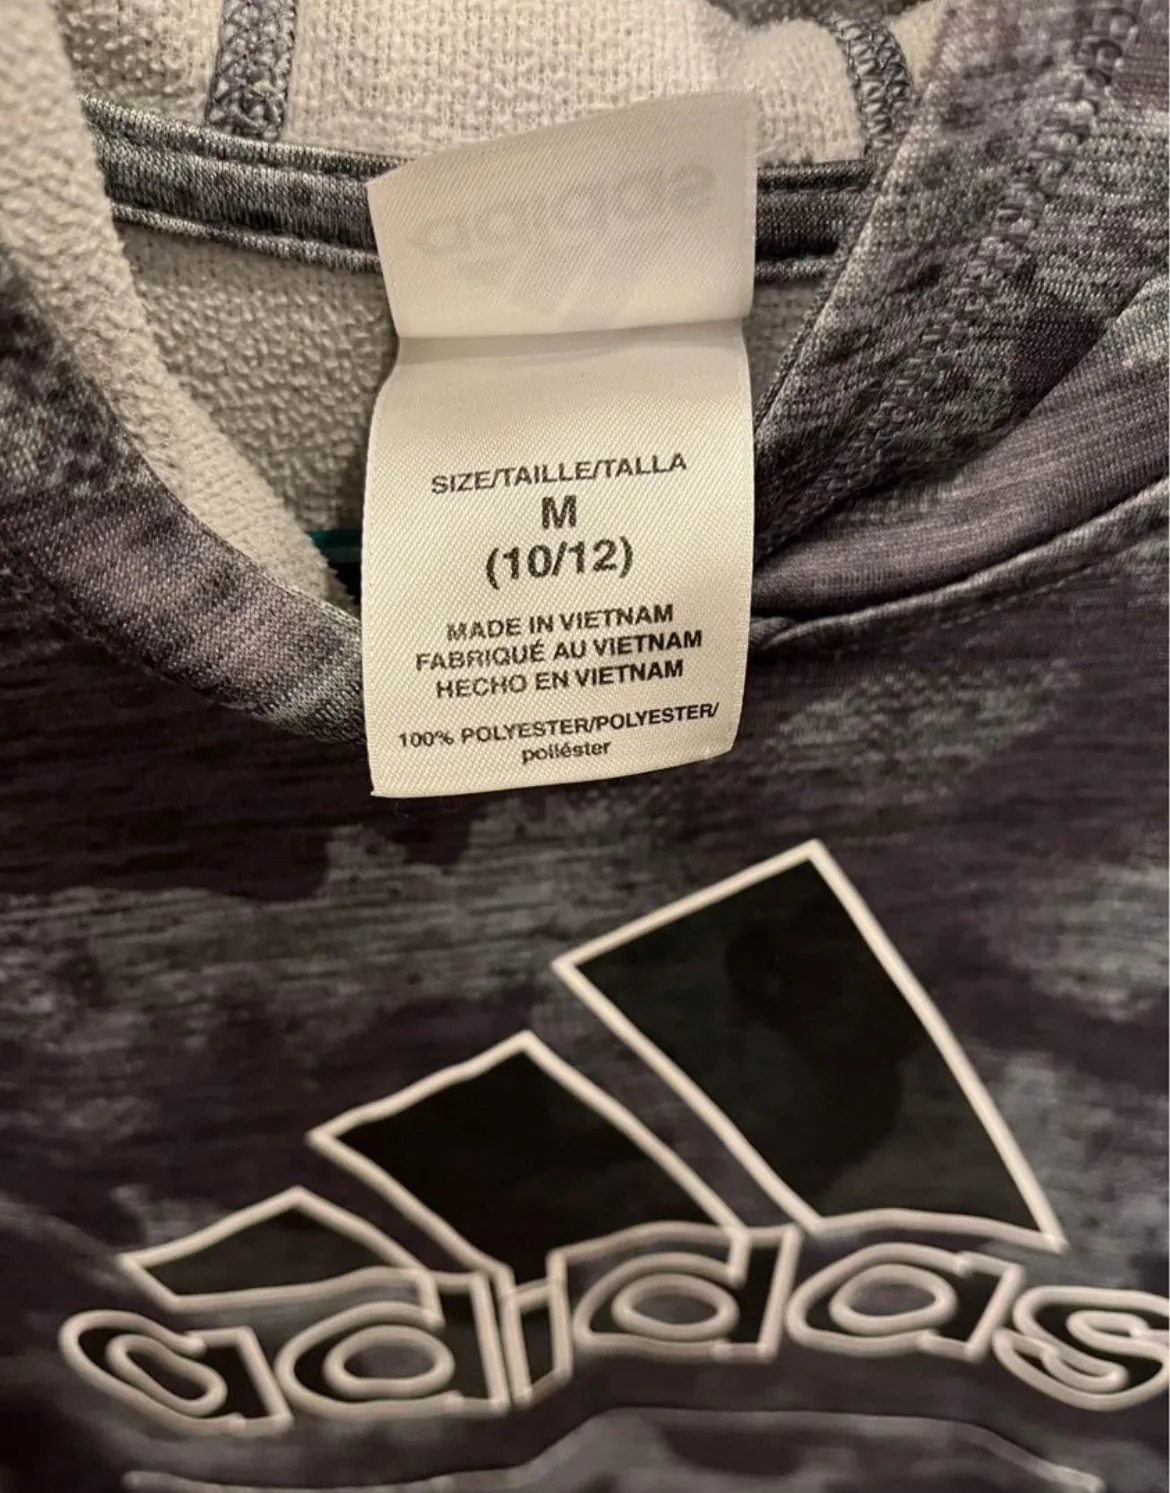 SIZE/TAILLE/TALLA
M
(10/12)
MADE IN VIETNAM
FABRIQUÉ AU VIETNAM
HECHO EN VIETNAM
100% POLYESTER/POLYESTER/
poliéster
adidas